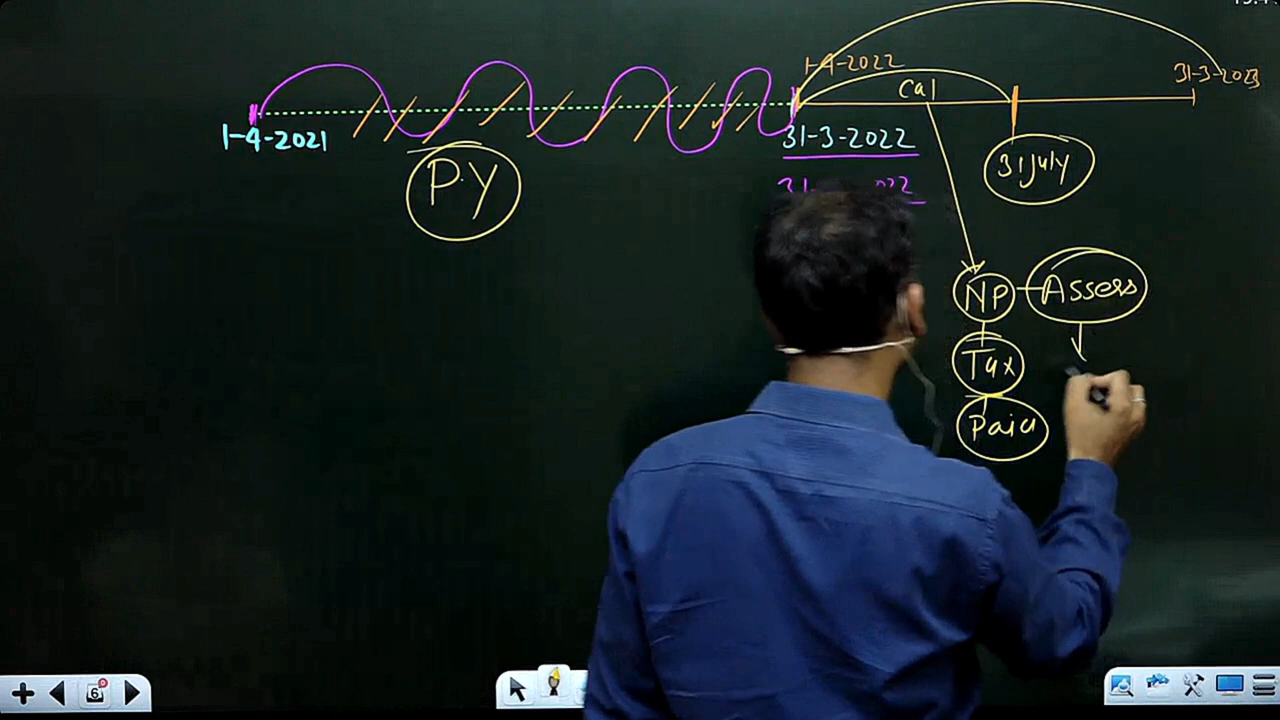 1-4-2022
31-3-2023
Cal
1-4-2021
31-3-2022
31 July
P.Y
NP
Assess
Tax
Paid
6